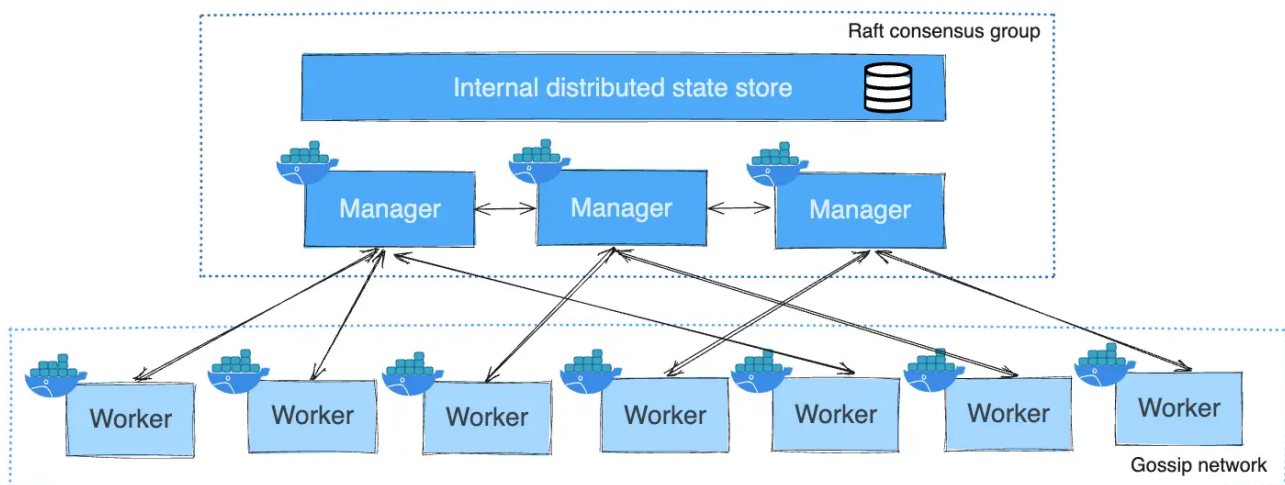 Raft consensus group
Internal distributed state store
Manager
Manager
Manager
Worker
Worker
Worker
Worker
Worker
Worker
Worker
Gossip network